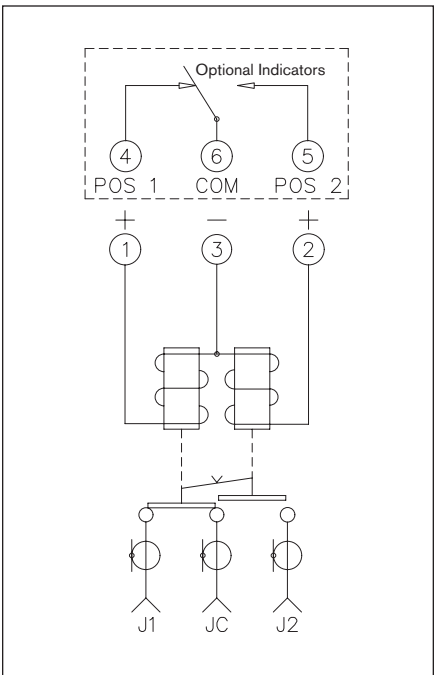 Optional Indicators
4 6 5
POS 1 COM POS 2
+ − +
1 3 2
J1 JC J2